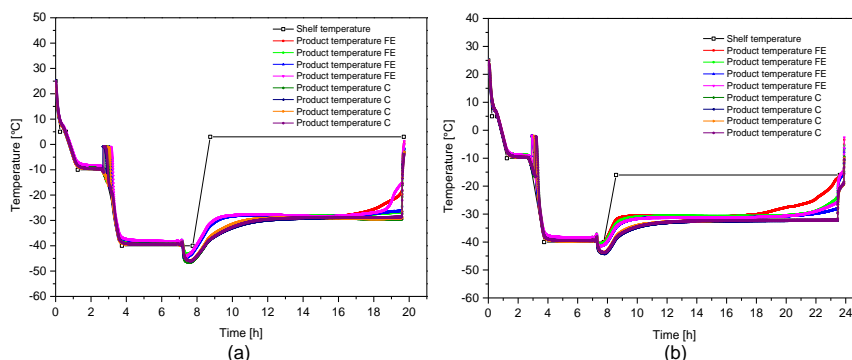 50
40
30
20
10
0
-10
-20
-30
-40
-50
-60
Temperature [°C]
0 2 4 6 8 10 12 14 16 18 20
Time [h]
Shelf temperature
Product temperature FE
Product temperature FE
Product temperature FE
Product temperature FE
Product temperature C
Product temperature C
Product temperature C
Product temperature C
(a)
40
30
20
10
0
-10
-20
-30
-40
-50
-60
Temperature [°C]
0 2 4 6 8 10 12 14 16 18 20 22 24
Time [h]
Shelf temperature
Product temperature FE
Product temperature FE
Product temperature FE
Product temperature FE
Product temperature C
Product temperature C
Product temperature C
Product temperature C
(b)